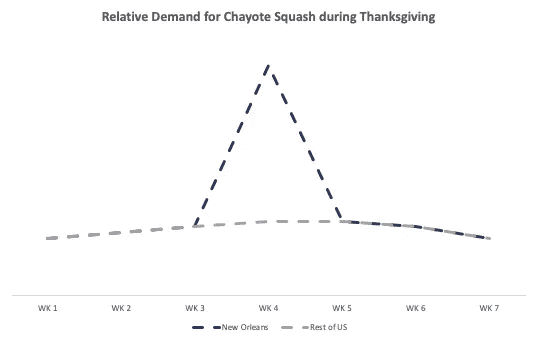 Relative Demand for Chayote Squash during Thanksgiving
WK 1 WK 2 WK 3 WK 4 WK 5 WK 6 WK 7
New Orleans Rest of US